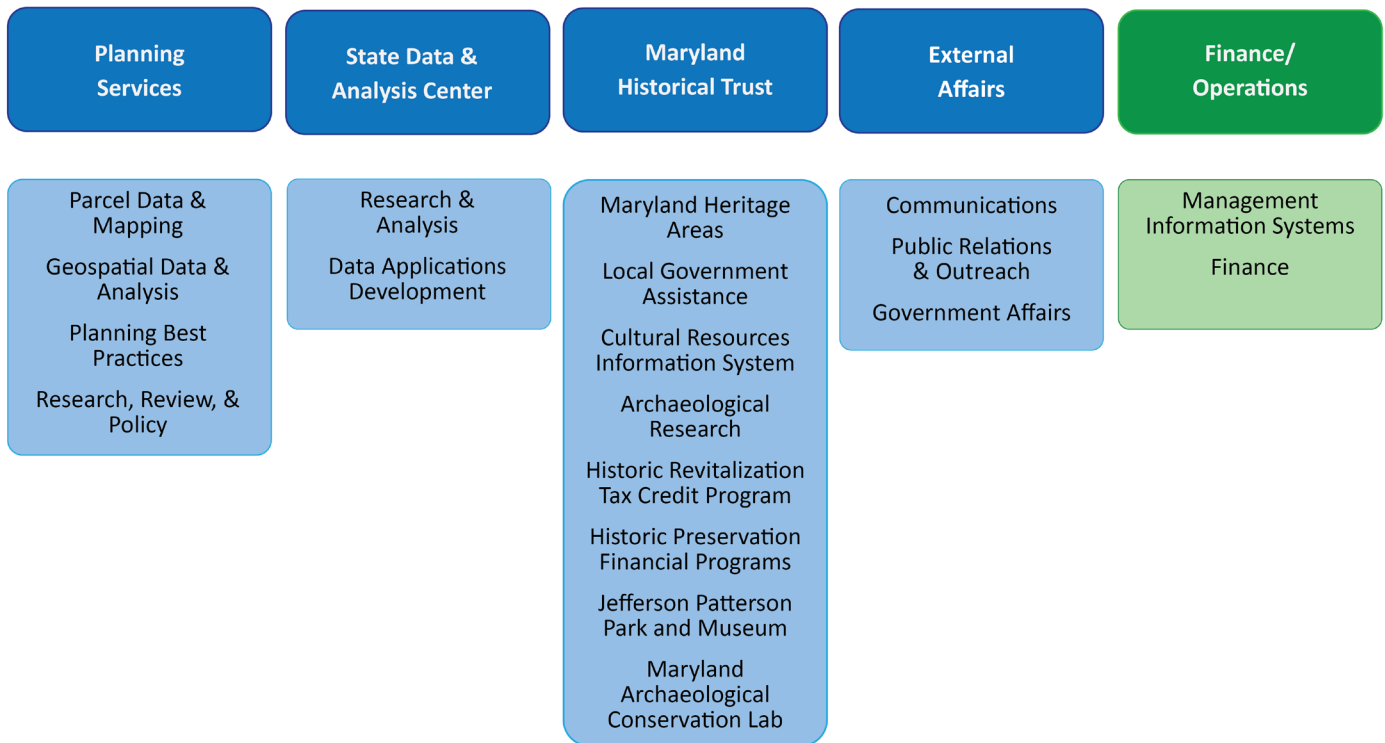 Planning
Services
State Data &
Analysis Center
Maryland
Historical Trust
External
Affairs
Finance/
Operations
Parcel Data &
Mapping
Geospatial Data &
Analysis
Planning Best
Practices
Research, Review, &
Policy
Research &
Analysis
Data Applications
Development
Maryland Heritage
Areas
Local Government
Assistance
Cultural Resources
Information System
Archaeological
Research
Historic Revitalization
Tax Credit Program
Historic Preservation
Financial Programs
Jefferson Patterson
Park and Museum
Maryland
Archaeological
Conservation Lab
Communications
Public Relations
& Outreach
Government Affairs
Management
Information Systems
Finance